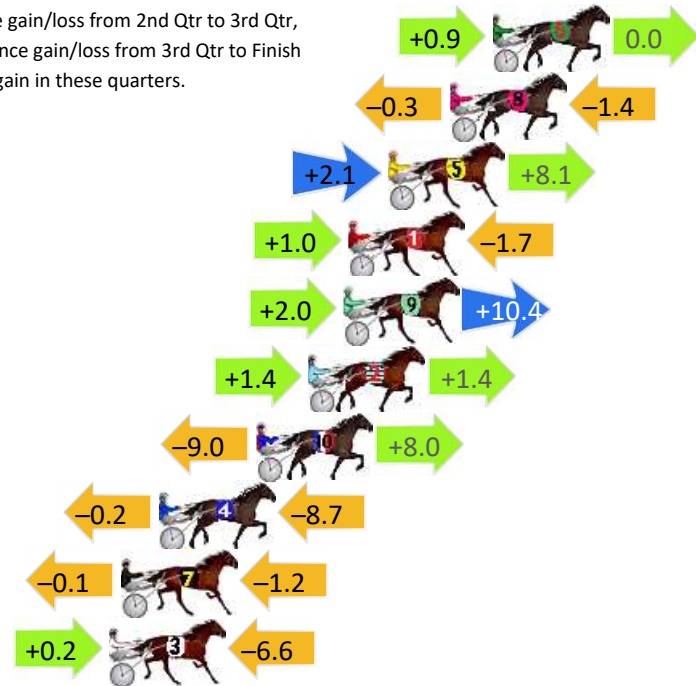 e gain/loss from 2nd Qtr to 3rd Qtr,
nce gain/loss from 3rd Qtr to Finish
gain in these quarters.
+0.9 6 0.0
−0.3 8 −1.4
+2.1 5 +8.1
+1.0 1 −1.7
+2.0 9 +10.4
+1.4 2 +1.4
−9.0 10 +8.0
−0.2 4 −8.7
−0.1 7 −1.2
+0.2 3 −6.6